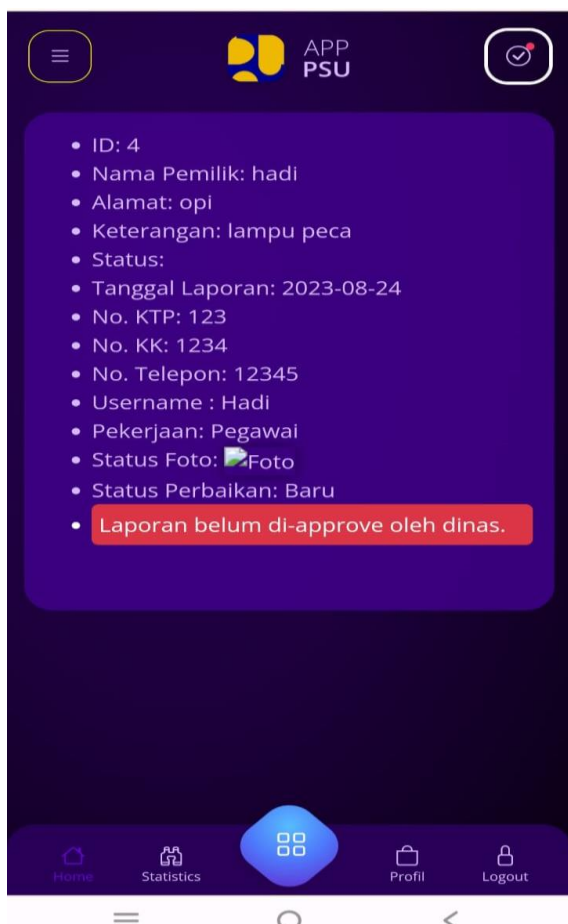 APP
PSU
ID: 4
Nama Pemilik: hadi
Alamat: opi
Keterangan: lampu peca
Status:
Tanggal Laporan: 2023-08-24
No. KTP: 123
No. KK: 1234
No. Telepon: 12345
Username : Hadi
Pekerjaan: Pegawai
Status Foto: Foto
Status Perbaikan: Baru
Laporan belum di-approve oleh dinas.
Home
Statistics
Profil
Logout